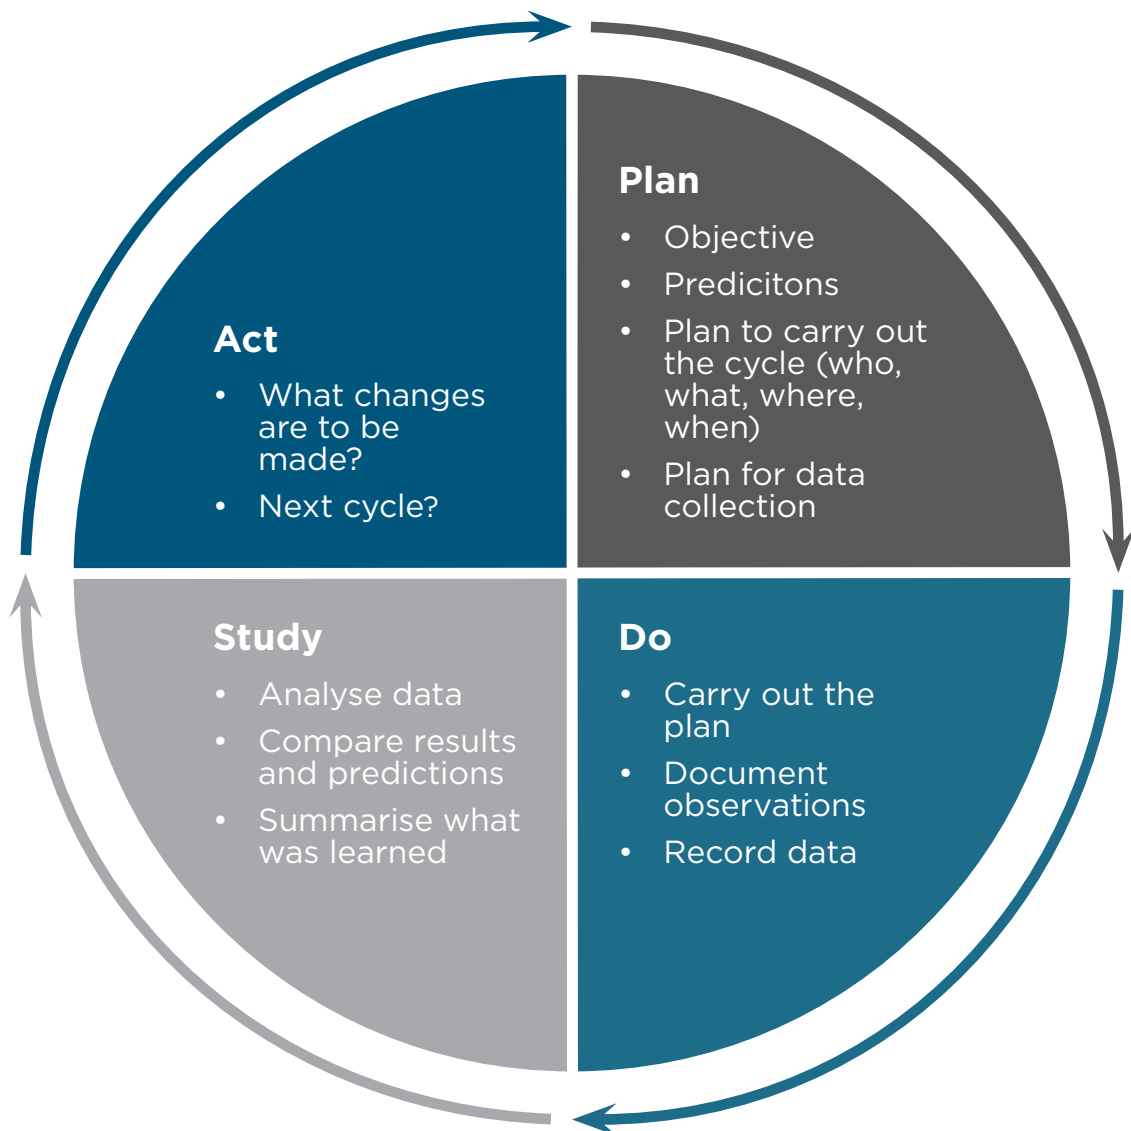 Plan
• Objective
• Predicitons
• Plan to carry out
the cycle (who,
what, where,
when)
• Plan for data
collection
Do
• Carry out the
plan
• Document
observations
• Record data
Study
• Analyse data
• Compare results
and predictions
• Summarise what
was learned
Act
• What changes
are to be
made?
• Next cycle?